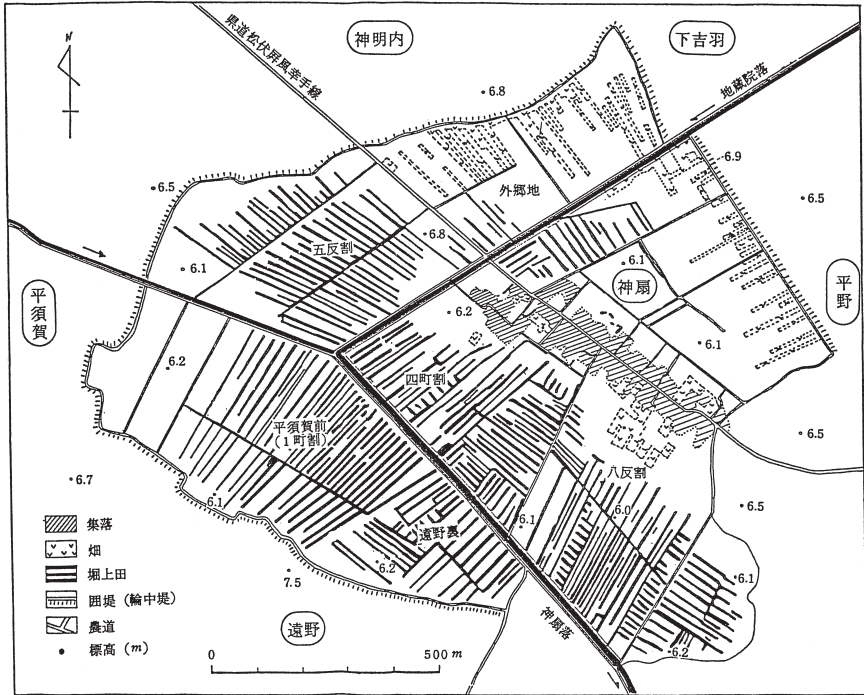 N
県道松伏屏風幸手線
神明内
下吉羽
地蔵院落
6.8
6.9
6.5
6.5
外郷地
6.8
五反割
6.1
6.1
神扇
平須賀
平野
6.2
6.2
6.1
四町割
平須賀前
(1町割)
6.5
6.7
八反割
6.5
6.1
6.1
6.0
遠野裏
6.2
7.5
6.1
6.2
遠野
神扇落
集落
畑
堀上田
囲堤(輪中堤)
農道
標高(m)
0
500m